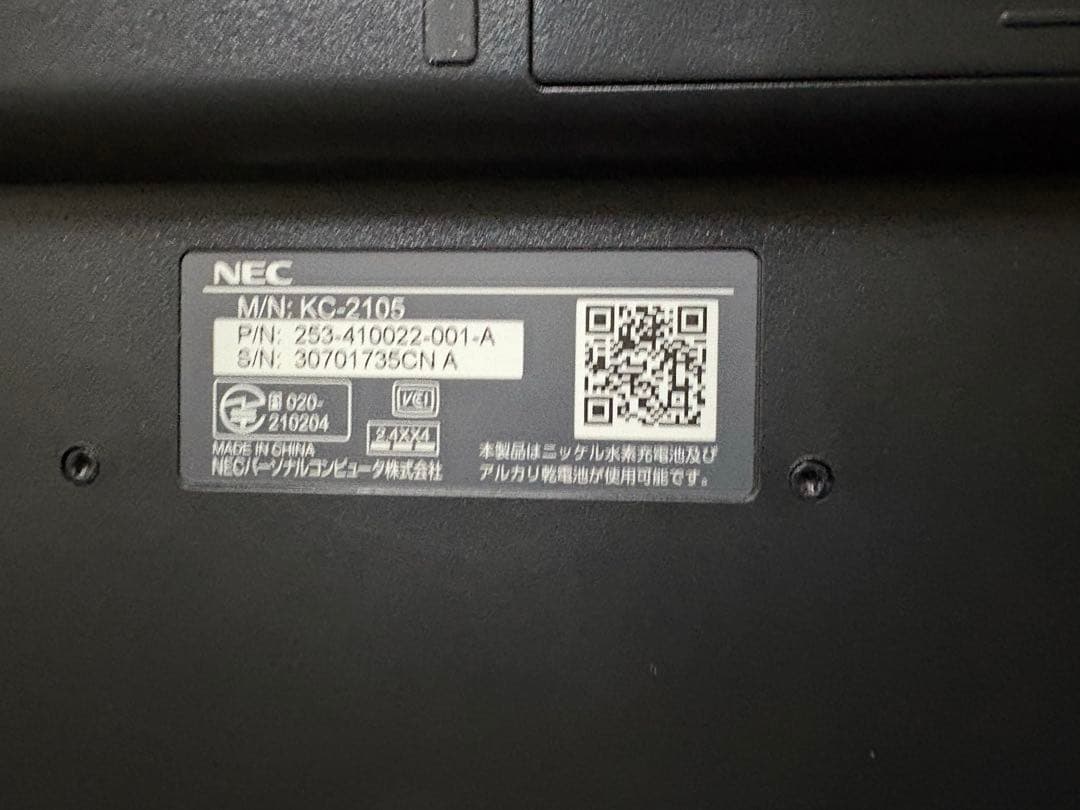 NEC
M/N: KC-2105
P/N: 253-410022-001-A
S/N: 30701735CN A
020-
210204
VCI
2.4XX4
MADE IN CHINA
NECパーソナルコンピュータ株式会社
本製品はニッケル水素充電池及び
アルカリ乾電池が使用可能です。